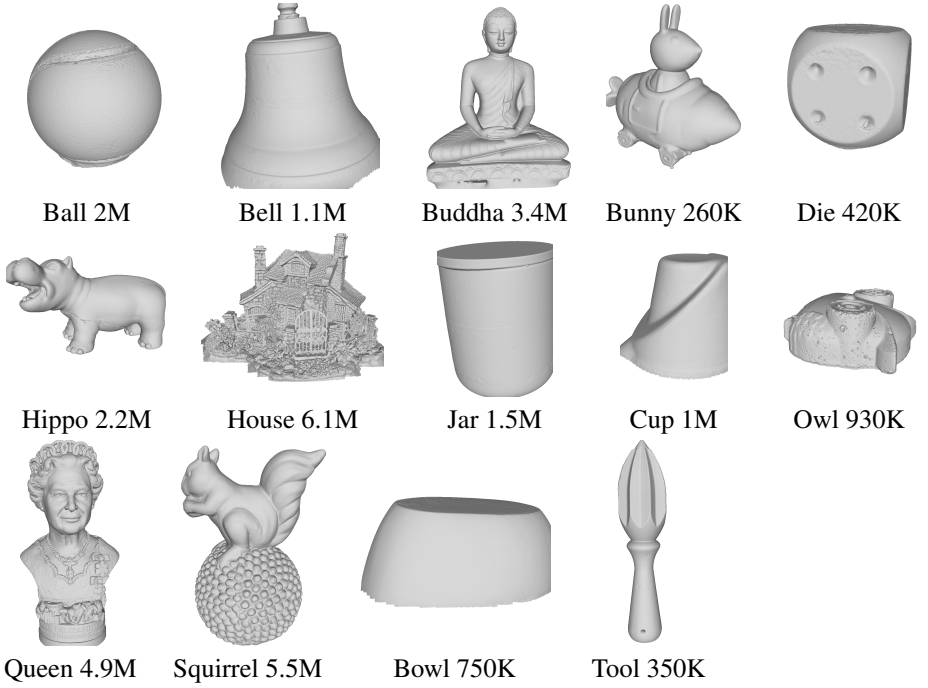 Ball 2M
Bell 1.1M
Buddha 3.4M
Bunny 260K
Die 420K
Hippo 2.2M
House 6.1M
Jar 1.5M
Cup 1M
Owl 930K
Queen 4.9M
Squirrel 5.5M
Bowl 750K
Tool 350K